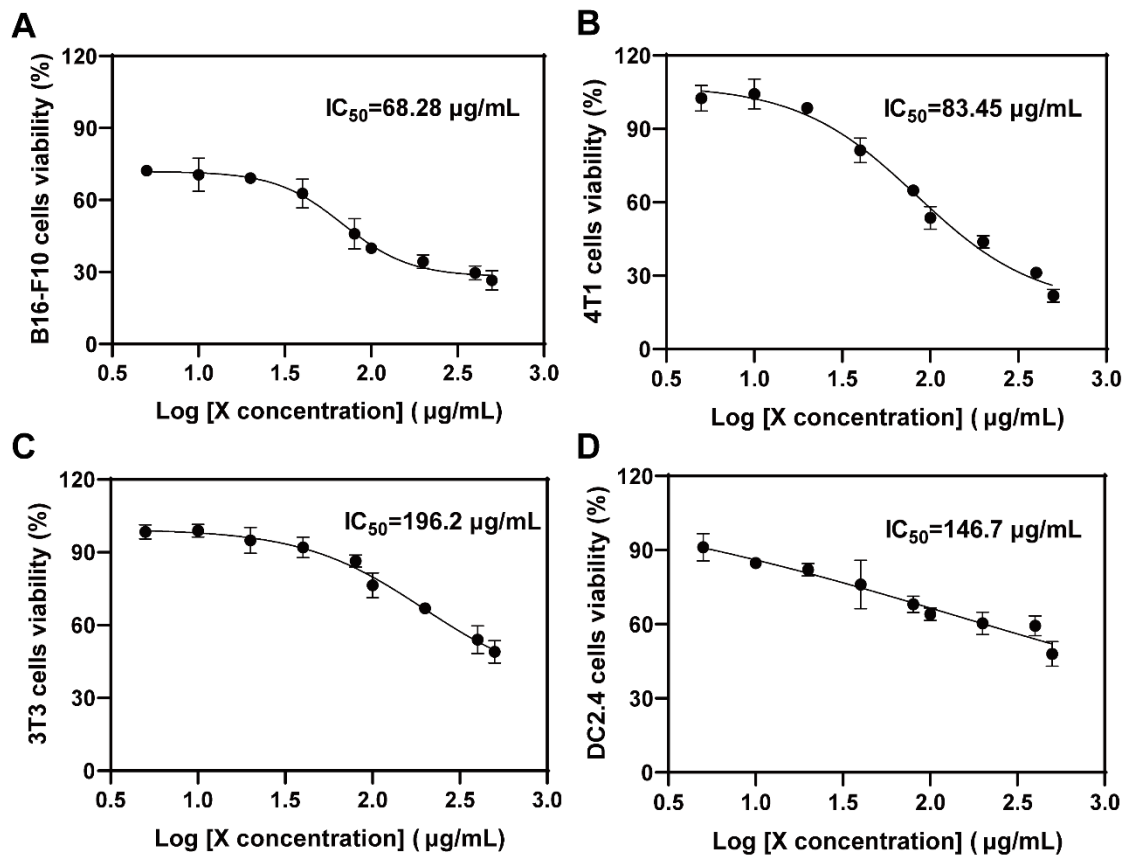 A
B16-F10 cells viability (%)
120
90
60
30
0
IC50=68.28 µg/mL
0.5 1.0 1.5 2.0 2.5 3.0
Log [X concentration] ( µg/mL)
B
4T1 cells viability (%)
120
90
60
30
0
IC50=83.45 µg/mL
0.5 1.0 1.5 2.0 2.5 3.0
Log [X concentration] ( µg/mL)
C
3T3 cells viability (%)
120
90
60
30
0
IC50=196.2 µg/mL
0.5 1.0 1.5 2.0 2.5 3.0
Log [X concentration] ( µg/mL)
D
DC2.4 cells viability (%)
120
90
60
30
0
IC50=146.7 µg/mL
0.5 1.0 1.5 2.0 2.5 3.0
Log [X concentration] ( µg/mL)